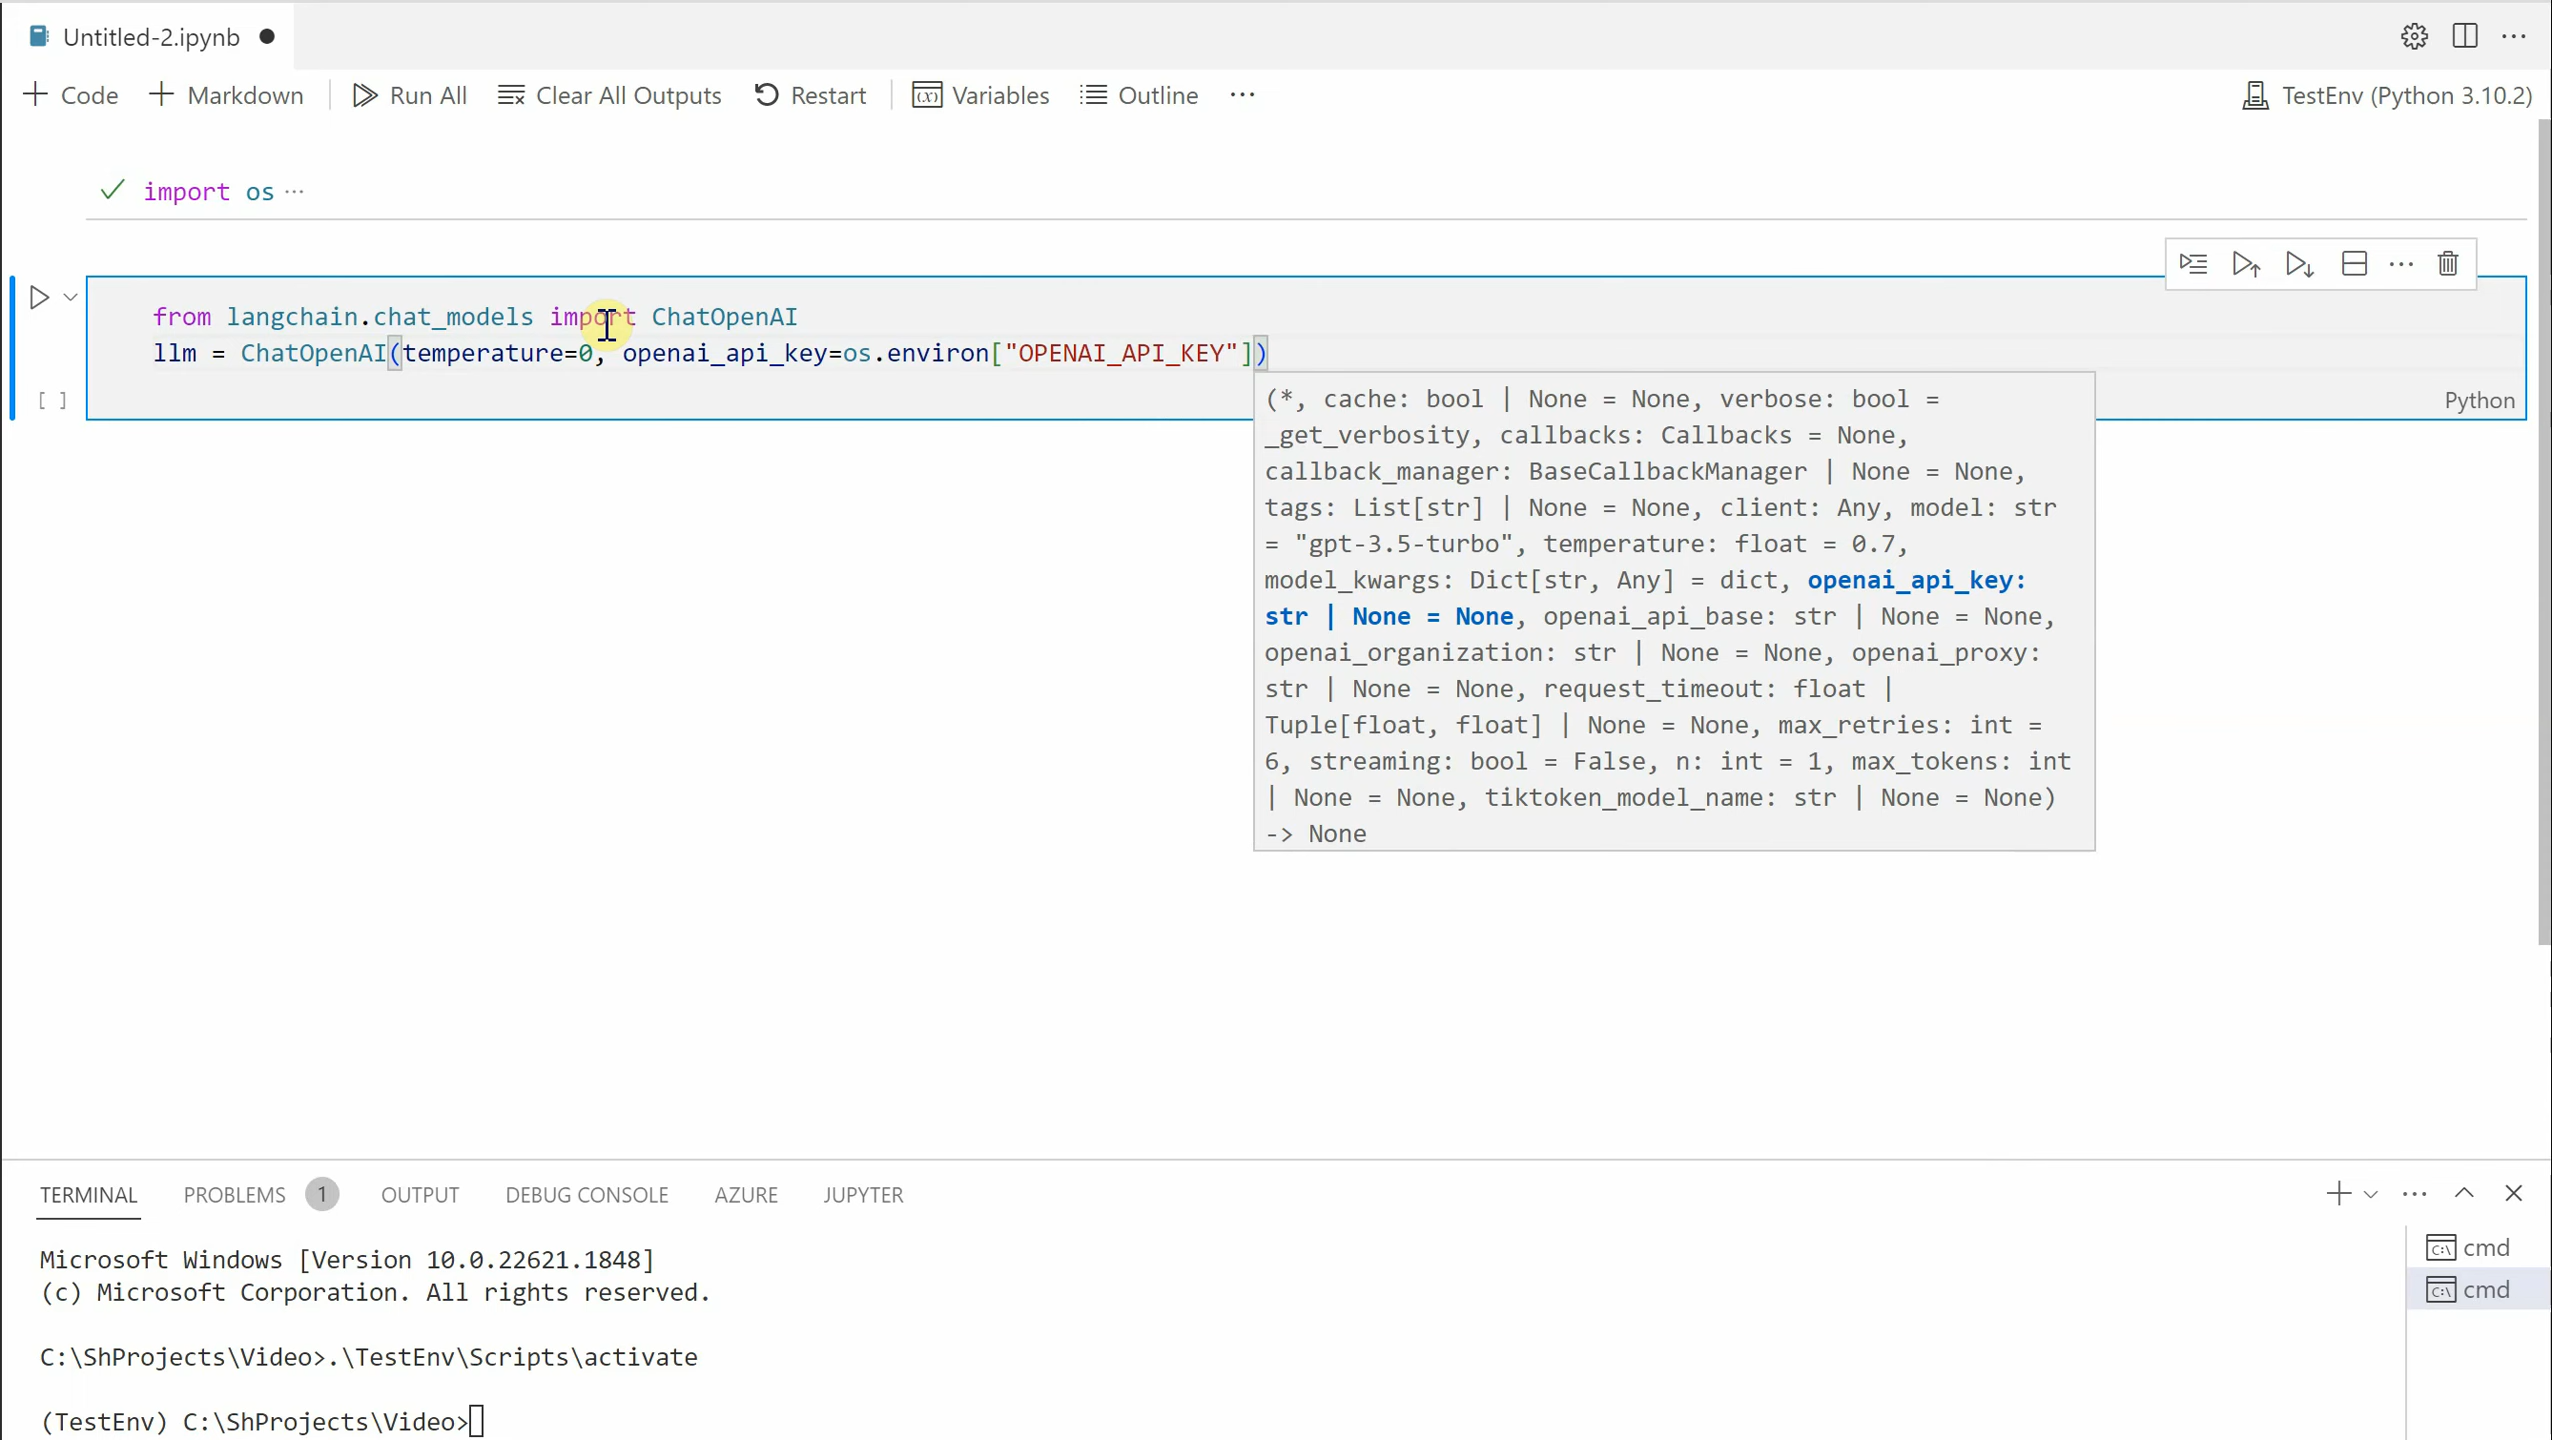 Untitled-2.ipynb
Code Markdown Run All Clear All Outputs Restart Variables Outline ... TestEnv (Python 3.10.2)
import os ...
from langchain.chat_models import ChatOpenAI
llm = ChatOpenAI(temperature=0, openai_api_key=os.environ["OPENAI_API_KEY"])
[ ]
Python
(*, cache: bool | None = None, verbose: bool =
_get_verbosity, callbacks: Callbacks = None,
callback_manager: BaseCallbackManager | None = None,
tags: List[str] | None = None, client: Any, model: str
= "gpt-3.5-turbo", temperature: float = 0.7,
model_kwargs: Dict[str, Any] = dict, openai_api_key:
str | None = None, openai_api_base: str | None = None,
openai_organization: str | None = None, openai_proxy:
str | None = None, request_timeout: float |
Tuple[float, float] | None = None, max_retries: int =
6, streaming: bool = False, n: int = 1, max_tokens: int
| None = None, tiktoken_model_name: str | None = None)
-> None
TERMINAL PROBLEMS 1 OUTPUT DEBUG CONSOLE AZURE JUPYTER
Microsoft Windows [Version 10.0.22621.1848]
(c) Microsoft Corporation. All rights reserved.
C:\ShProjects\Video>.\TestEnv\Scripts\activate
(TestEnv) C:\ShProjects\Video>
cmd
cmd